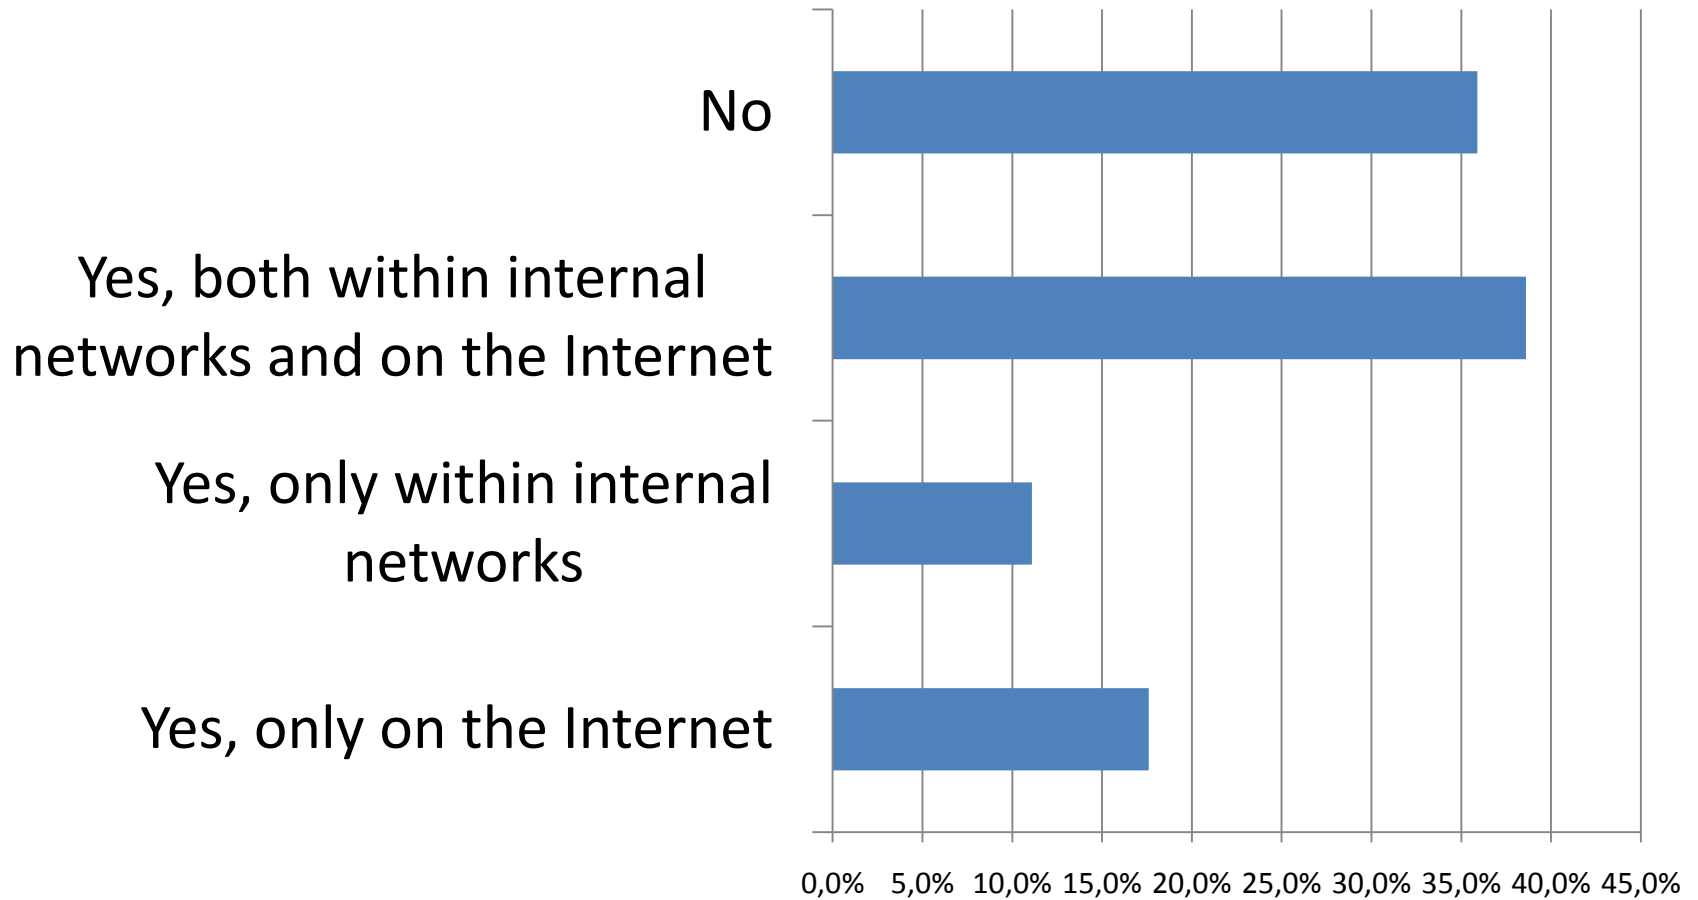 No
Yes, both within internal
networks and on the Internet
Yes, only within internal
networks
Yes, only on the Internet
0,0% 5,0% 10,0% 15,0% 20,0% 25,0% 30,0% 35,0% 40,0% 45,0%